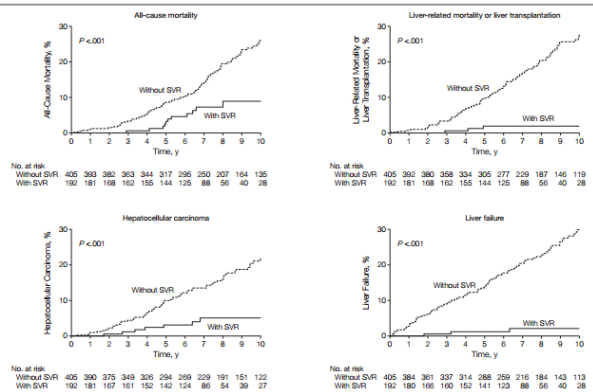 All-cause mortality
30
20
10
0
All-Cause Mortality, %
P <.001
Without SVR
With SVR
0 1 2 3 4 5 6 7 8 9 10
Time, y
No. at risk
Without SVR 405 393 382 363 344 317 295 250 207 164 135
With SVR 192 181 168 162 155 144 125 88 56 40 28
Liver-related mortality or liver transplantation
30
20
10
0
Liver-Related Mortality or
Liver Transplantation, %
P <.001
Without SVR
With SVR
0 1 2 3 4 5 6 7 8 9 10
Time, y
No. at risk
Without SVR 405 392 380 358 334 305 277 229 187 146 119
With SVR 192 181 168 162 155 144 125 88 56 40 28
Hepatocellular carcinoma
30
20
10
0
Hepatocellular Carcinoma, %
P <.001
Without SVR
With SVR
0 1 2 3 4 5 6 7 8 9 10
Time, y
No. at risk
Without SVR 405 390 375 349 326 294 269 229 191 151 122
With SVR 192 181 167 161 152 142 124 86 54 39 27
Liver failure
30
20
10
0
Liver Failure, %
P <.001
Without SVR
With SVR
0 1 2 3 4 5 6 7 8 9 10
Time, y
No. at risk
Without SVR 405 384 361 337 314 288 259 216 184 143 113
With SVR 192 180 166 160 152 141 123 88 56 40 28